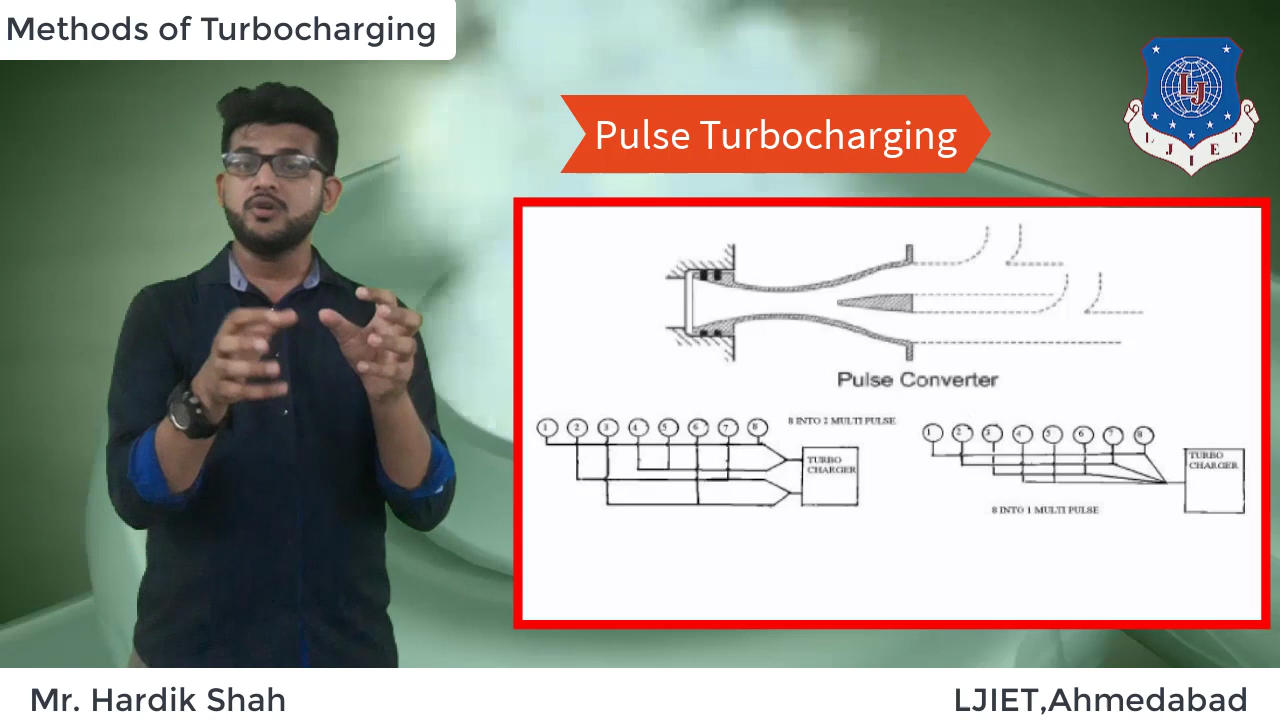 Methods of Turbocharging
Pulse Turbocharging
LJ
L J I E T
Pulse Converter
1 2 3 4 5 6 7 8
8 INTO 2 MULTI PULSE
TURBO
CHARGER
1 2 3 4 5 6 7 8
TURBO
CHARGER
8 INTO 1 MULTI PULSE
Mr. Hardik Shah
LJIET,Ahmedabad